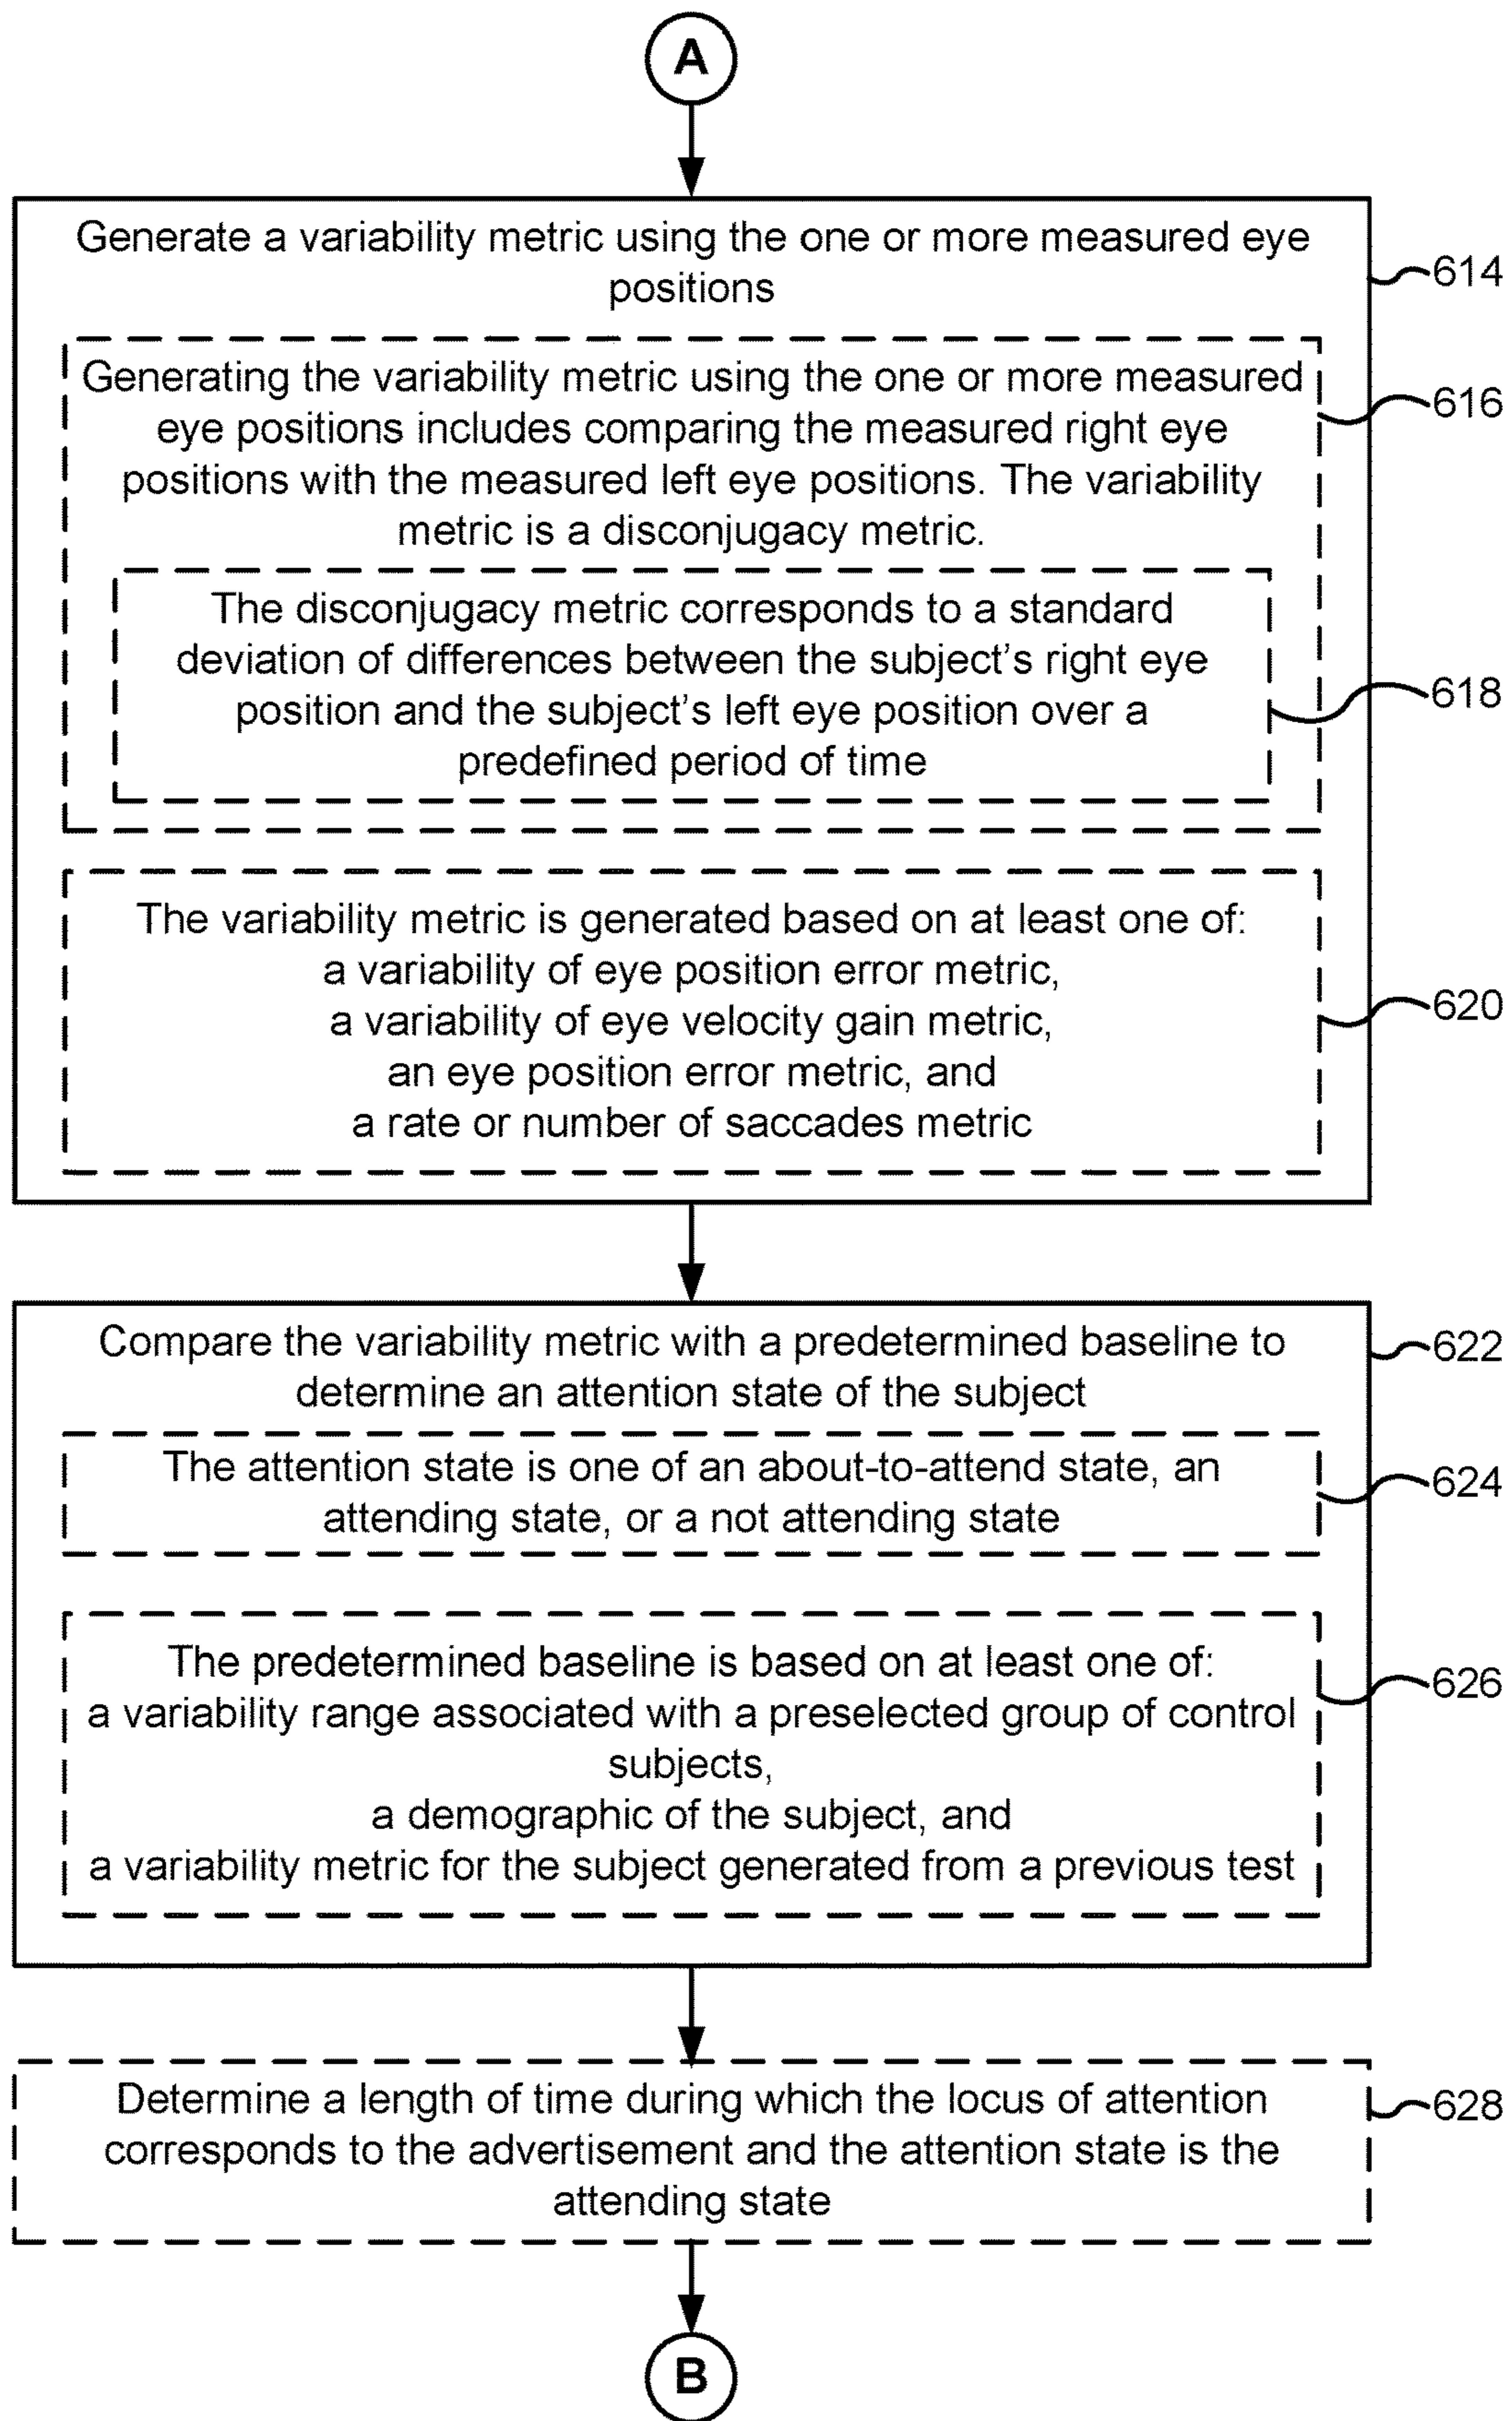 A
Generate a variability metric using the one or more measured eye
positions
614
Generating the variability metric using the one or more measured
eye positions includes comparing the measured right eye
positions with the measured left eye positions. The variability
metric is a disconjugacy metric.
616
The disconjugacy metric corresponds to a standard
deviation of differences between the subject's right eye
position and the subject's left eye position over a
predefined period of time
618
The variability metric is generated based on at least one of:
a variability of eye position error metric,
a variability of eye velocity gain metric,
an eye position error metric, and
a rate or number of saccades metric
620
Compare the variability metric with a predetermined baseline to
determine an attention state of the subject
622
The attention state is one of an about-to-attend state, an
attending state, or a not attending state
624
The predetermined baseline is based on at least one of:
a variability range associated with a preselected group of control
subjects,
a demographic of the subject, and
a variability metric for the subject generated from a previous test
626
Determine a length of time during which the locus of attention
corresponds to the advertisement and the attention state is the
attending state
628
B